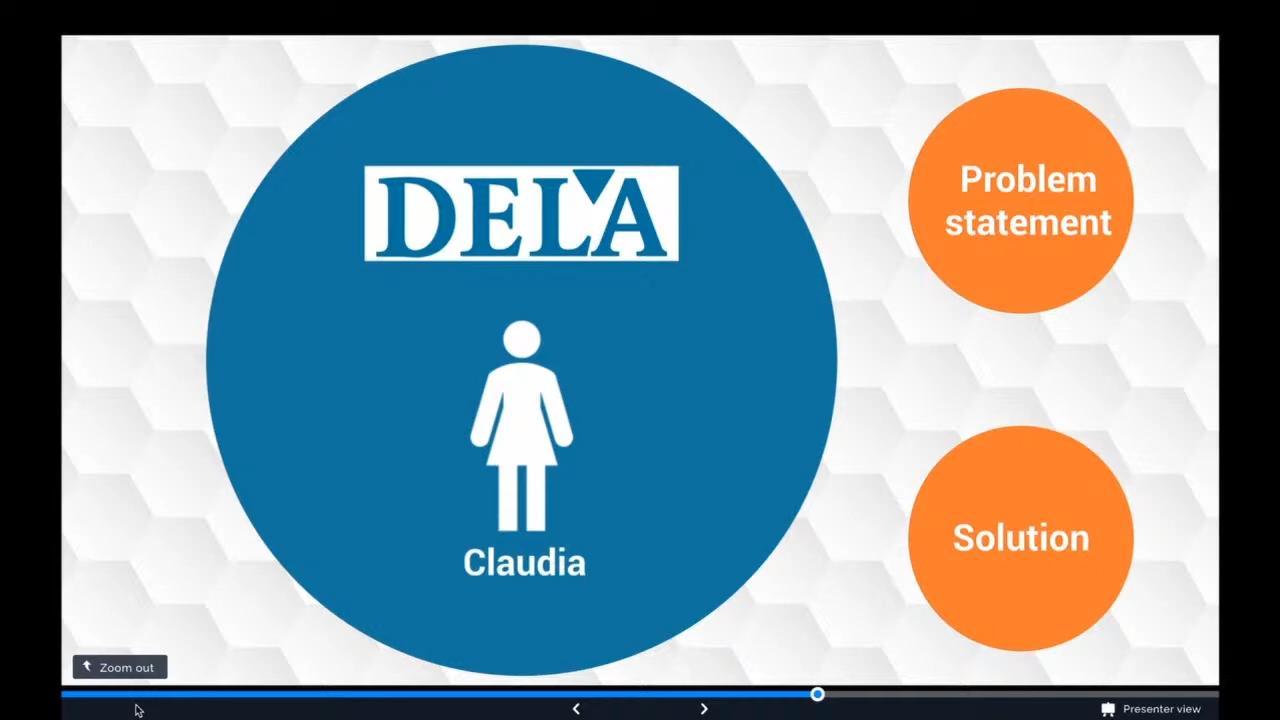 DELA
Claudia
Problem
statement
Solution
Zoom out
Presenter view